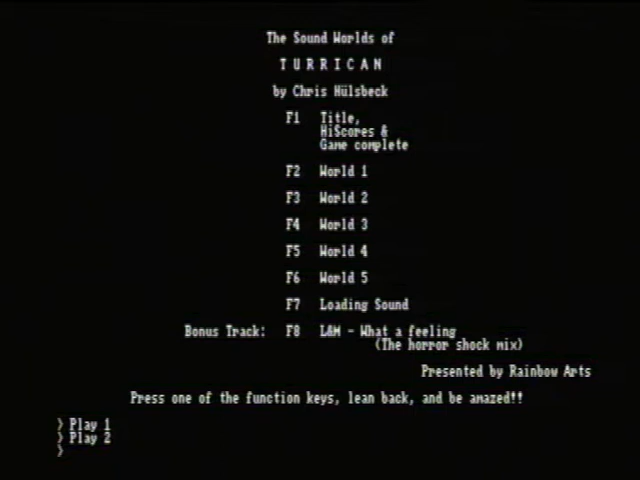 The Sound Worlds of
T U R R I C A N
by Chris Hülsbeck
F1 Title,
HiScores &
Game complete
F2 World 1
F3 World 2
F4 World 3
F5 World 4
F6 World 5
F7 Loading Sound
Bonus Track: F8 L&M - What a feeling
(The horror shock mix)
Presented by Rainbow Arts
Press one of the function keys, lean back, and be amazed!!
> Play 1
> Play 2
>